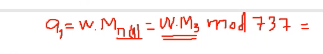 a₁ = W. M_π(1) = W.M₃ mod 737 =